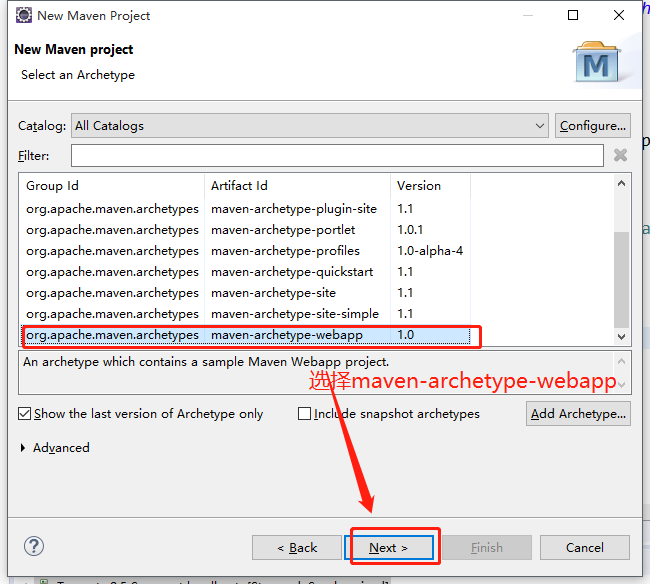 New Maven Project
New Maven project
Select an Archetype
M
Catalog: All Catalogs Configure...
Filter:
Group Id Artifact Id Version
org.apache.maven.archetypes maven-archetype-plugin-site 1.1
org.apache.maven.archetypes maven-archetype-portlet 1.0.1
org.apache.maven.archetypes maven-archetype-profiles 1.0-alpha-4
org.apache.maven.archetypes maven-archetype-quickstart 1.1
org.apache.maven.archetypes maven-archetype-site 1.1
org.apache.maven.archetypes maven-archetype-site-simple 1.1
org.apache.maven.archetypes maven-archetype-webapp 1.0
An archetype which contains a sample Maven Webapp project.
选择maven-archetype-webapp
Show the last version of Archetype only Include snapshot archetypes Add Archetype...
Advanced
? < Back Next > Finish Cancel